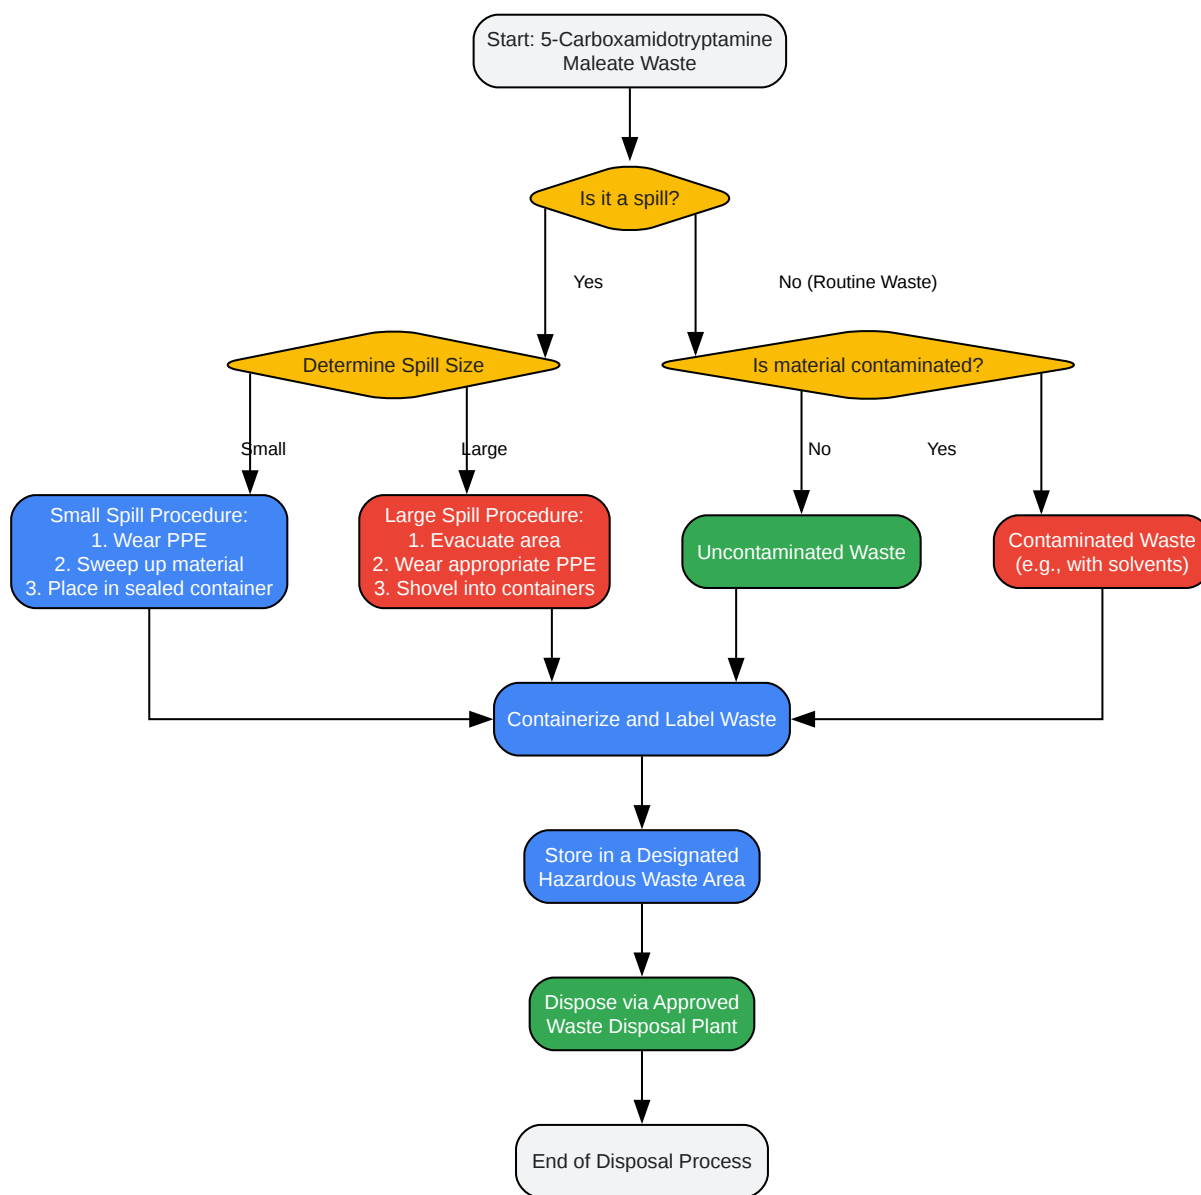 Start: 5-Carboxamidotryptamine
Maleate Waste
Is it a spill?
Yes
No (Routine Waste)
Determine Spill Size
Is material contaminated?
Small
Large
No
Yes
Small Spill Procedure:
1. Wear PPE
2. Sweep up material
3. Place in sealed container
Large Spill Procedure:
1. Evacuate area
2. Wear appropriate PPE
3. Shovel into containers
Uncontaminated Waste
Contaminated Waste
(e.g., with solvents)
Containerize and Label Waste
Store in a Designated
Hazardous Waste Area
Dispose via Approved
Waste Disposal Plant
End of Disposal Process